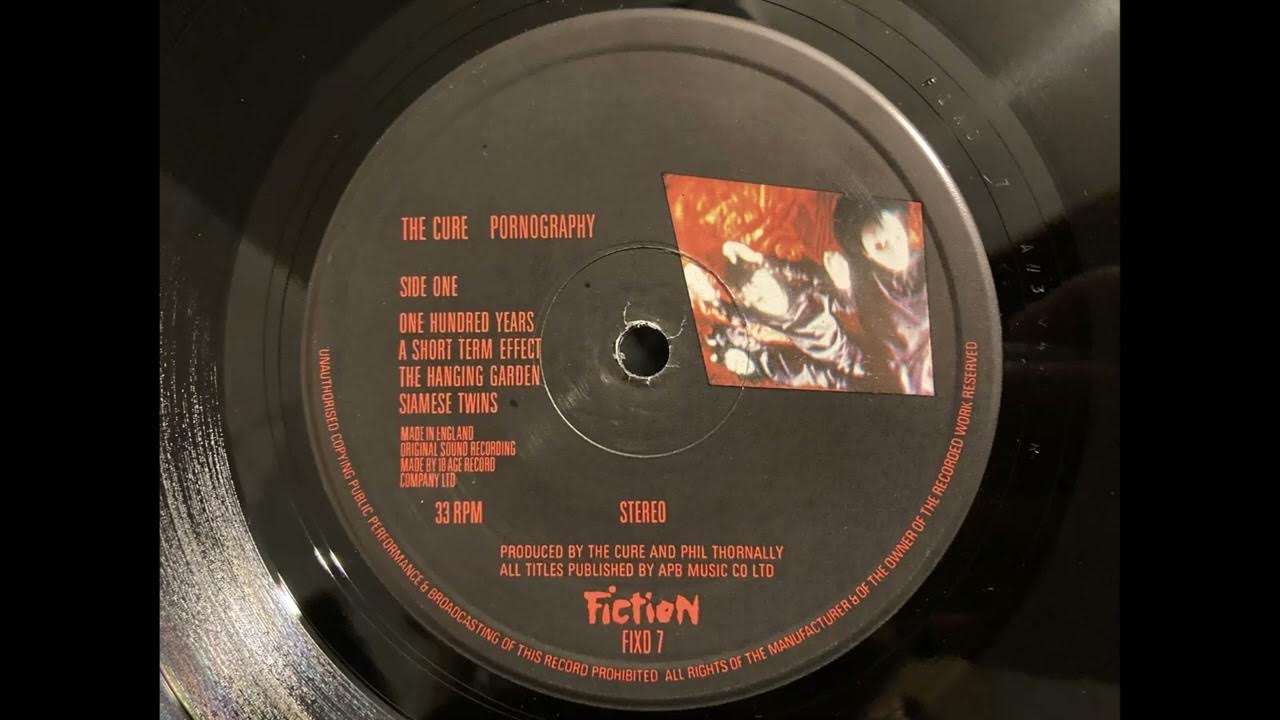 THE CURE PORNOGRAPHY
SIDE ONE
ONE HUNDRED YEARS
A SHORT TERM EFFECT
THE HANGING GARDEN
SIAMESE TWINS
MADE IN ENGLAND
ORIGINAL SOUND RECORDING
MADE BY 18 AGE RECORD
COMPANY LTD
33 RPM STEREO
PRODUCED BY THE CURE AND PHIL THORNALLY
ALL TITLES PUBLISHED BY APB MUSIC CO LTD
FICTION
FIXD 7
UNAUTHORISED COPYING PUBLIC PERFORMANCE & BROADCASTING OF THIS RECORD PROHIBITED ALL RIGHTS OF THE MANUFACTURER & OF THE OWNER OF THE RECORDED WORK RESERVED